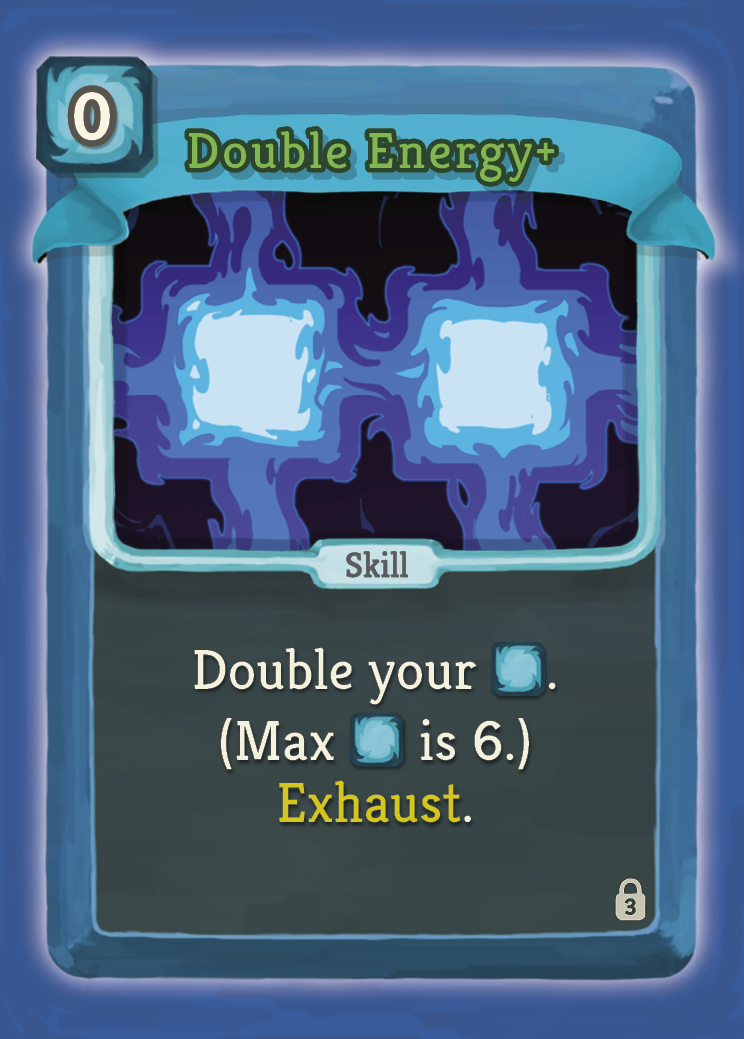 0
Double Energy+
Skill
Double your .
(Max is 6.)
Exhaust.
3